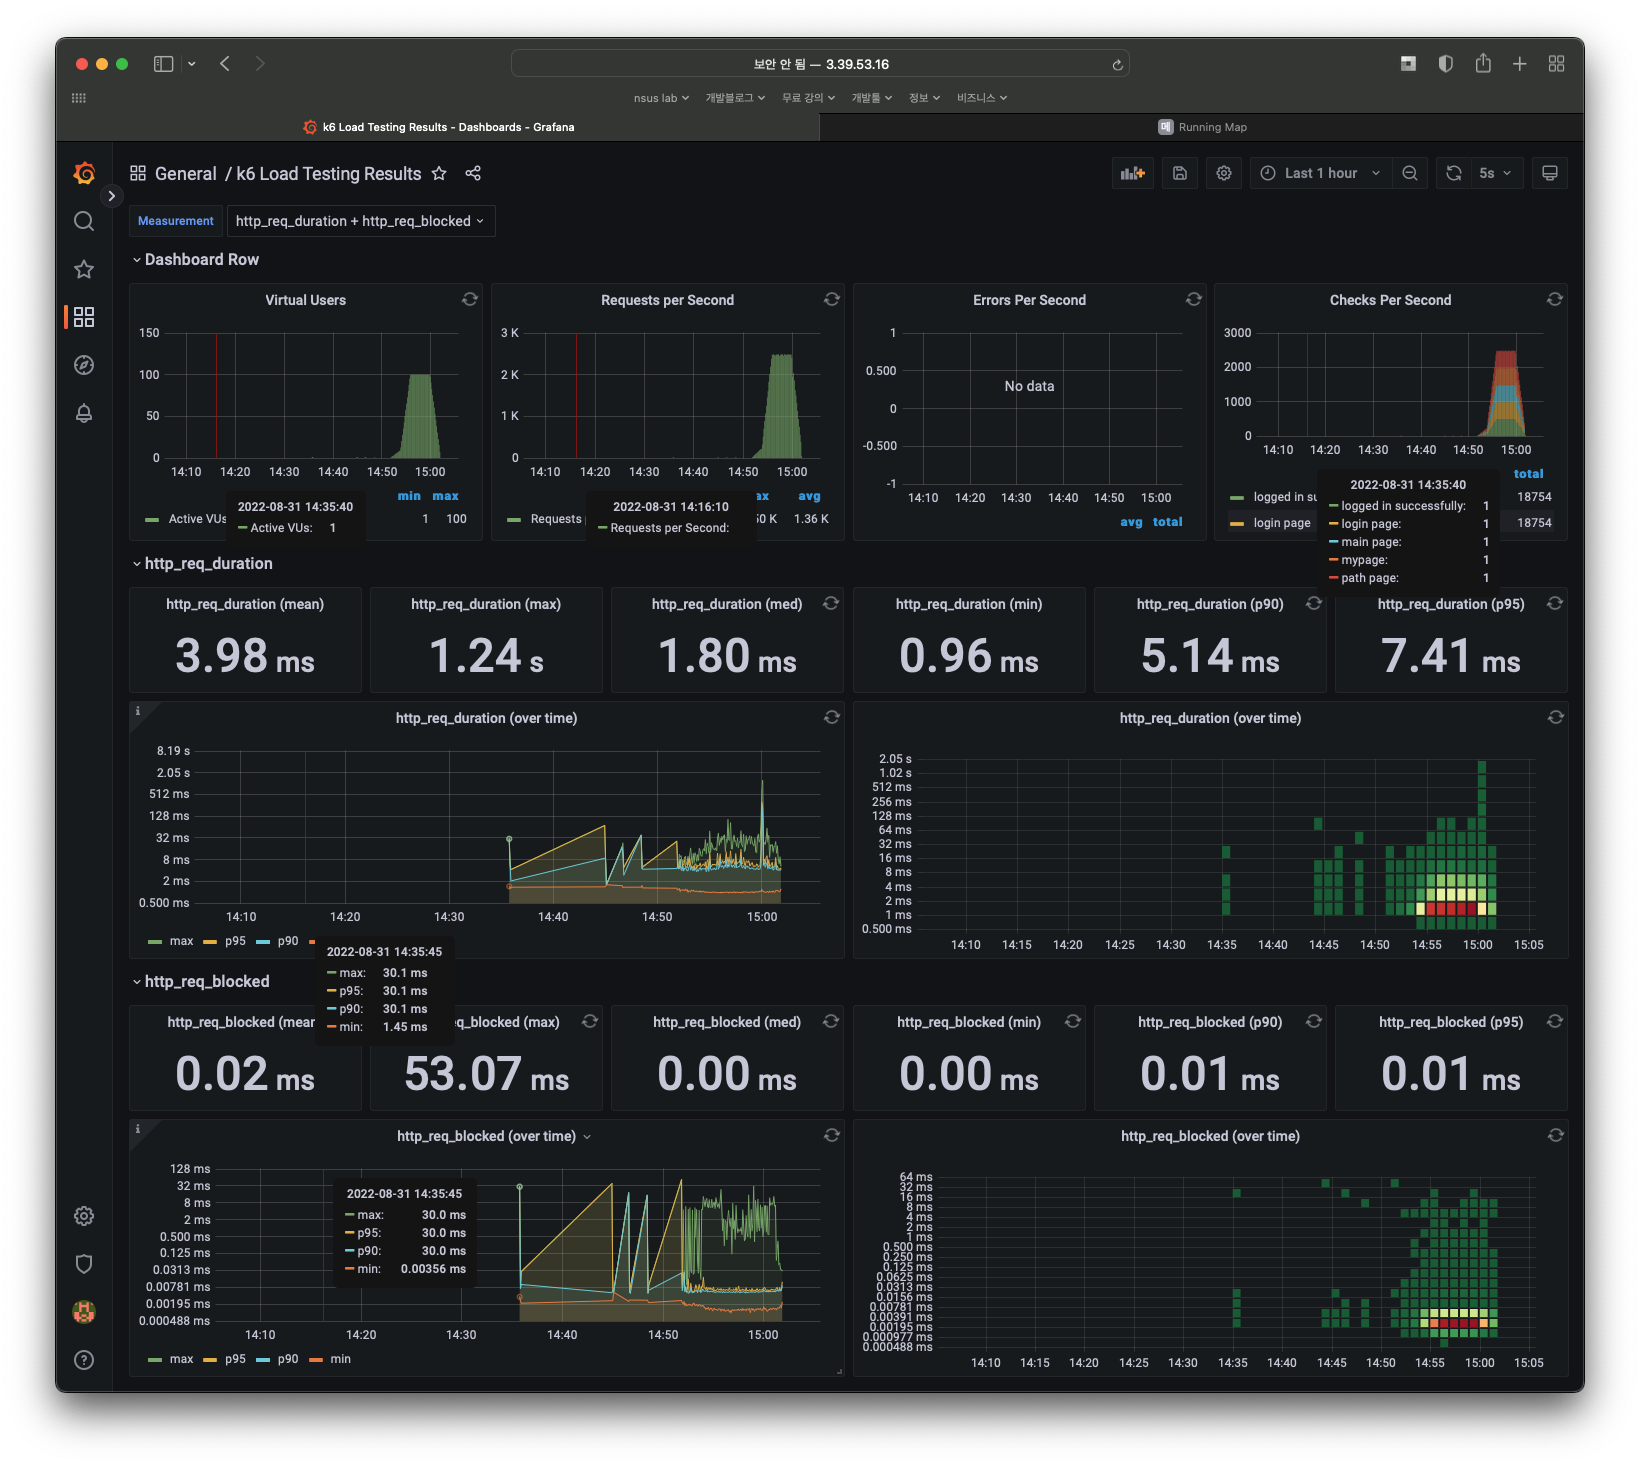 보안 안 됨 — 3.39.53.16
nsus lab 개발블로그 무료 강의 개발툴 정보 비즈니스
k6 Load Testing Results - Dashboards - Grafana
Running Map
General / k6 Load Testing Results
Last 1 hour
5s
Measurement
http_req_duration + http_req_blocked
Dashboard Row
Virtual Users
150
100
50
0
14:10 14:20 14:30 14:40 14:50 15:00
min max
Active VUs
1 100
2022-08-31 14:35:40
Active VUs: 1
Requests per Second
3 K
2 K
1 K
0
14:10 14:20 14:30 14:40 14:50 15:00
avg
Requests
1.36 K
2022-08-31 14:16:10
Requests per Second:
Errors Per Second
1
0.500
0
-0.500
-1
No data
14:10 14:20 14:30 14:40 14:50 15:00
avg total
Checks Per Second
3000
2000
1000
0
14:10 14:20 14:30 14:40 14:50 15:00
total
logged in su
18754
login page
18754
2022-08-31 14:35:40
logged in successfully: 1
login page: 1
main page: 1
mypage: 1
path page: 1
http_req_duration
http_req_duration (mean)
3.98 ms
http_req_duration (max)
1.24 s
http_req_duration (med)
1.80 ms
http_req_duration (min)
0.96 ms
http_req_duration (p90)
5.14 ms
http_req_duration (p95)
7.41 ms
http_req_duration (over time)
8.19 s
2.05 s
512 ms
128 ms
32 ms
8 ms
2 ms
0.500 ms
14:10 14:20 14:30 14:40 14:50 15:00
max p95 p90
2022-08-31 14:35:45
max: 30.1 ms
p95: 30.1 ms
p90: 30.1 ms
min: 1.45 ms
http_req_duration (over time)
2.05 s
1.02 s
512 ms
256 ms
128 ms
64 ms
32 ms
16 ms
8 ms
4 ms
2 ms
1 ms
0.500 ms
14:10 14:15 14:20 14:25 14:30 14:35 14:40 14:45 14:50 14:55 15:00 15:05
http_req_blocked
http_req_blocked (mean
0.02 ms
q_blocked (max)
53.07 ms
http_req_blocked (med)
0.00 ms
http_req_blocked (min)
0.00 ms
http_req_blocked (p90)
0.01 ms
http_req_blocked (p95)
0.01 ms
http_req_blocked (over time)
128 ms
32 ms
8 ms
2 ms
0.500 ms
0.125 ms
0.0313 ms
0.00781 ms
0.00195 ms
0.000488 ms
14:10 14:20 14:30 14:40 14:50 15:00
max p95 p90 min
2022-08-31 14:35:45
max: 30.0 ms
p95: 30.0 ms
p90: 30.0 ms
min: 0.00356 ms
http_req_blocked (over time)
64 ms
32 ms
16 ms
8 ms
4 ms
2 ms
1 ms
0.500 ms
0.250 ms
0.125 ms
0.0625 ms
0.0313 ms
0.0156 ms
0.00781 ms
0.00391 ms
0.00195 ms
0.000977 ms
0.000488 ms
14:10 14:15 14:20 14:25 14:30 14:35 14:40 14:45 14:50 14:55 15:00 15:05